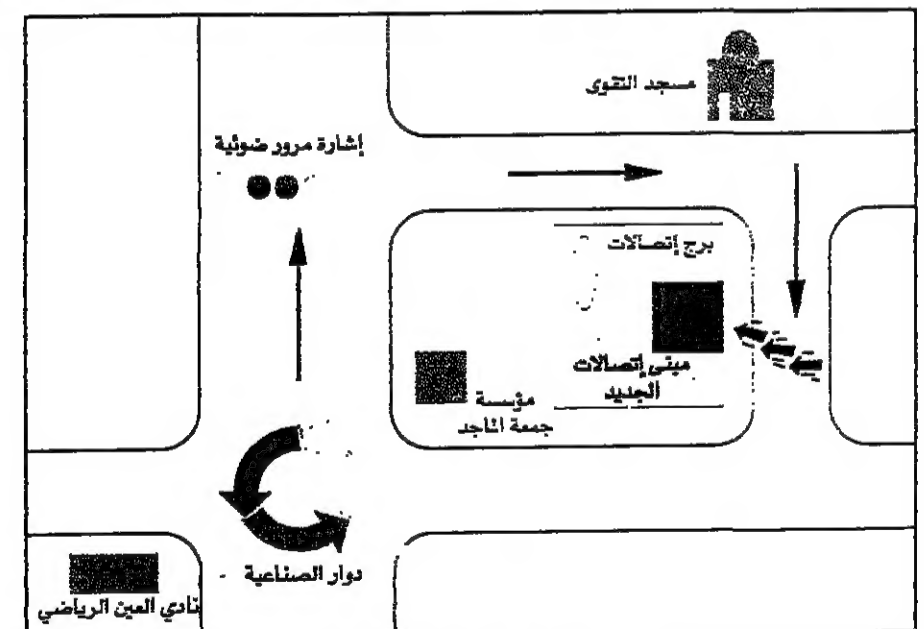 مسجد التقوى
إشارة مرور ضوئية
برج إتصالات
مبنى إتصالات
الجديد
مؤسسة
جمعة الماجد
دوار الصناعية
نادي العين الرياضي